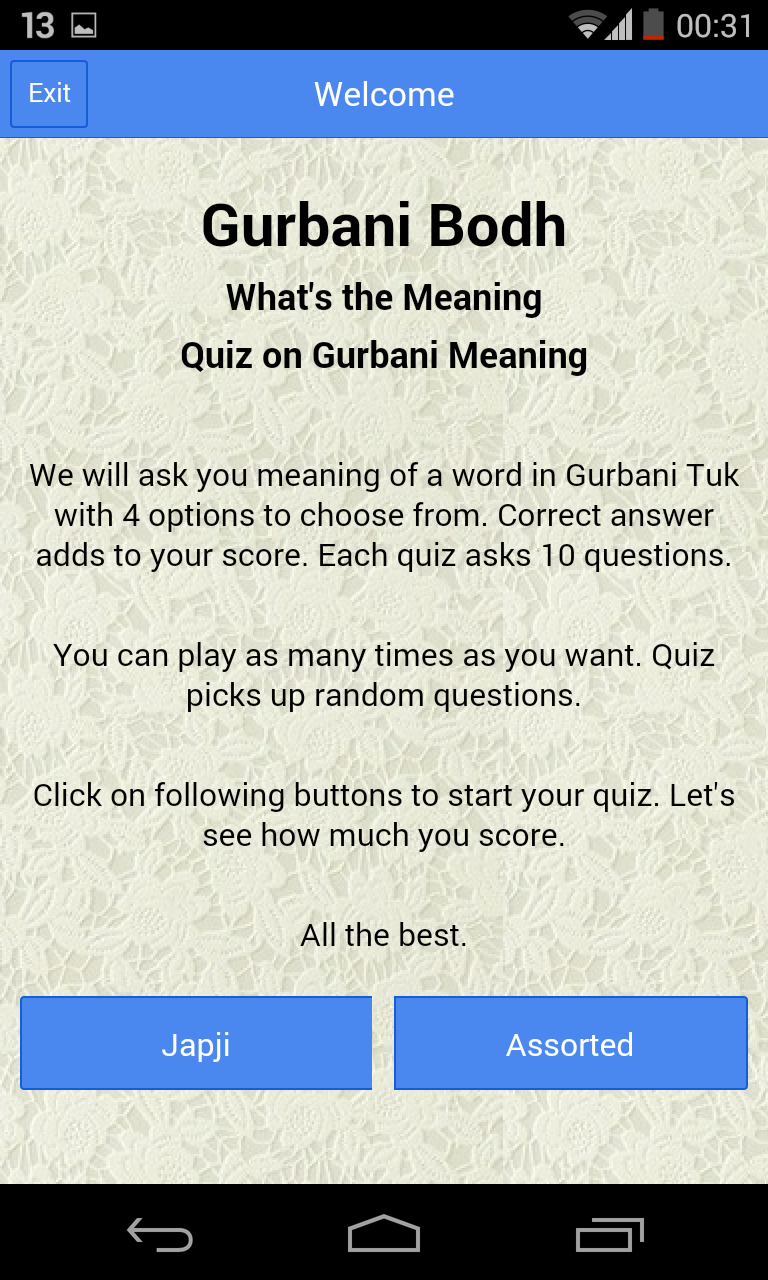 13 00:31
Exit Welcome
Gurbani Bodh
What's the Meaning
Quiz on Gurbani Meaning
We will ask you meaning of a word in Gurbani Tuk
with 4 options to choose from. Correct answer
adds to your score. Each quiz asks 10 questions.
You can play as many times as you want. Quiz
picks up random questions.
Click on following buttons to start your quiz. Let's
see how much you score.
All the best.
Japji Assorted